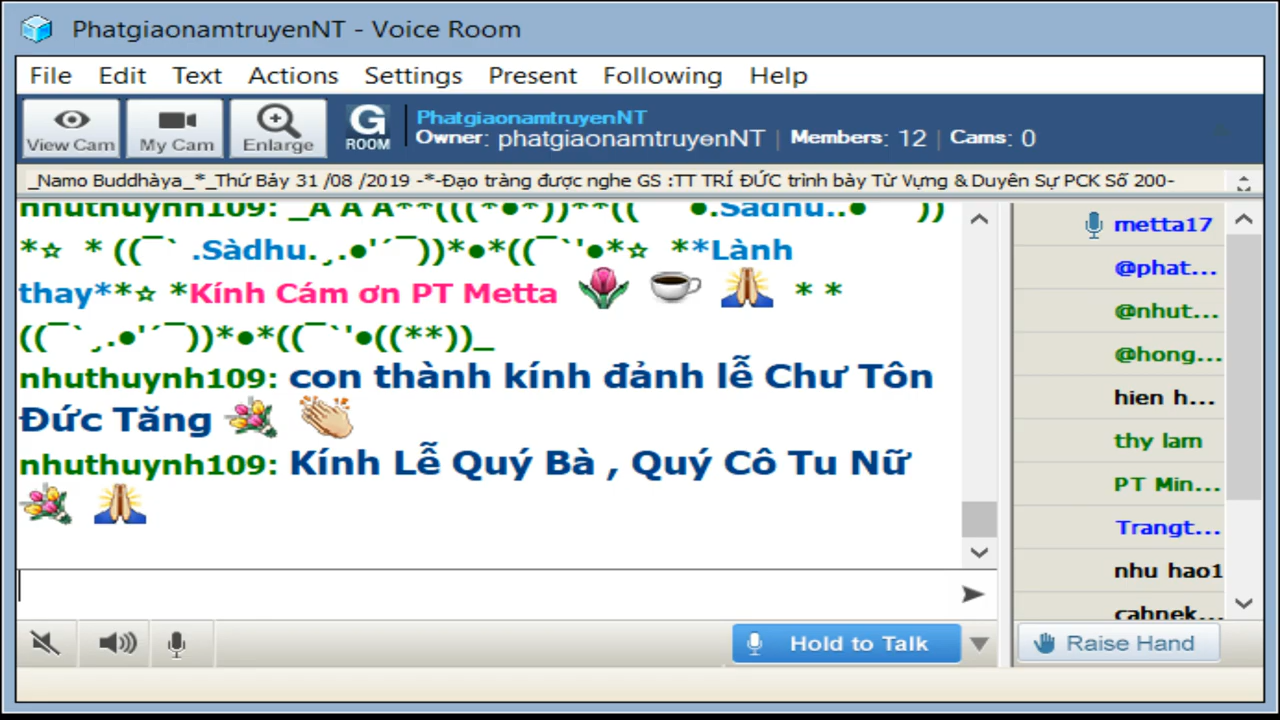 PhatgiaonamtruyenNT - Voice Room
File Edit Text Actions Settings Present Following Help
View Cam My Cam Enlarge G ROOM
PhatgiaonamtruyenNT
Owner: phatgiaonamtruyenNT | Members: 12 | Cams: 0
_Namo Buddhàya_*_Thứ Bảy 31 /08 /2019 -*-Đạo tràng được nghe GS :TT TRÍ ĐỨC trình bày Từ Vựng & Duyên Sự PCK Số 200-
nhuthuynh109: _A A A**(((*●*))**(( ●.Sàdhu..● ))
*☆ * ((¯` .Sàdhu.¸.●'´¯))*●*((¯`'●*☆ **Lành
thay**☆ *Kính Cám ơn PT Metta * *
((¯`¸.●'´¯))*●*((¯`'●((**))_
nhuthuynh109: con thành kính đảnh lễ Chư Tôn
Đức Tăng
nhuthuynh109: Kính Lễ Quý Bà , Quý Cô Tu Nữ
metta17
@phat...
@nhut...
@hong...
hien h...
thy lam
PT Min...
Trangt...
nhu hao1
cahnek...
Hold to Talk
Raise Hand